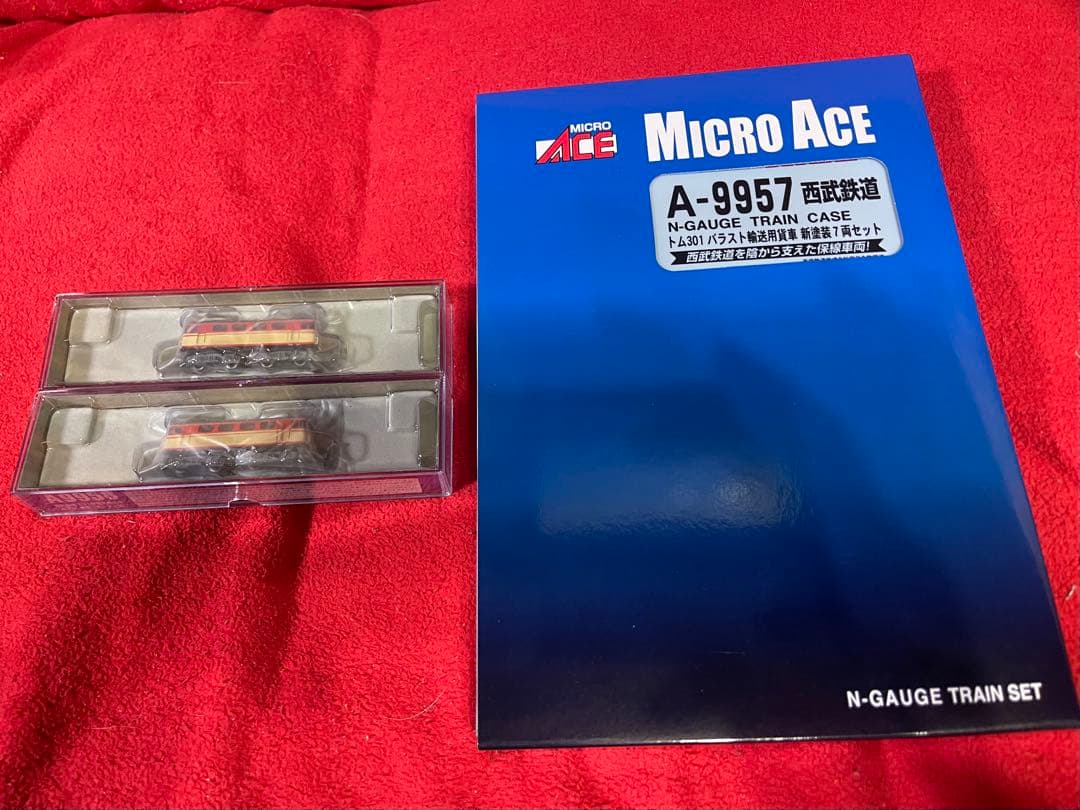 MICRO ACE
MICRO ACE
A-9957 西武鉄道
N-GAUGE TRAIN CASE
トム301 バラスト輸送用貨車 新塗装7両セット
西武鉄道を陰から支えた保線車両!
N-GAUGE TRAIN SET